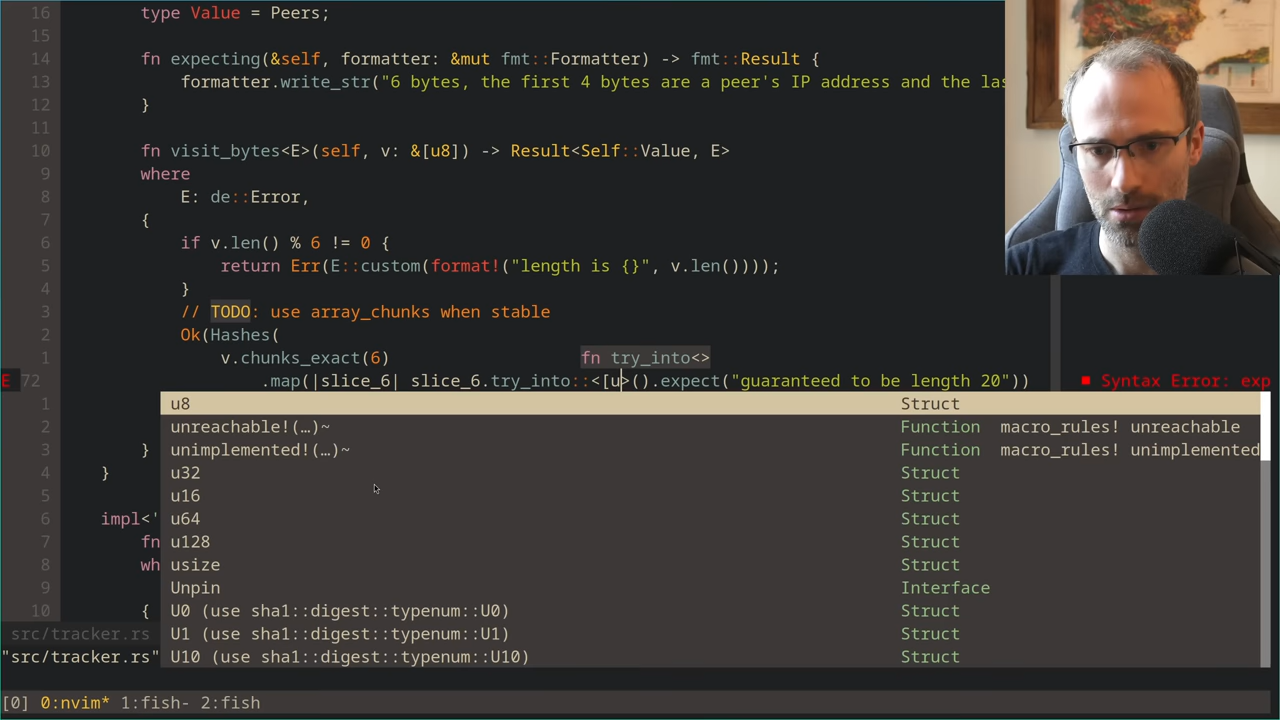 16 type Value = Peers;
15
14 fn expecting(&self, formatter: &mut fmt::Formatter) -> fmt::Result {
13 formatter.write_str("6 bytes, the first 4 bytes are a peer's IP address and the las
12 }
11
10 fn visit_bytes<E>(self, v: &[u8]) -> Result<Self::Value, E>
9 where
8 E: de::Error,
7 {
6 if v.len() % 6 != 0 {
5 return Err(E::custom(format!("length is {}", v.len())));
4 }
3 // TODO: use array_chunks when stable
2 Ok(Hashes(
1 v.chunks_exact(6) fn try_into<>
E 72 .map(|slice_6| slice_6.try_into::<[u>().expect("guaranteed to be length 20")) ■ Syntax Error: exp
1 u8 Struct
2 unreachable!(…)~ Function macro_rules! unreachable
3 } unimplemented!(…)~ Function macro_rules! unimplemented
4 } u32 Struct
5 u16 Struct
6 impl<' u64 Struct
7 fn u128 Struct
8 wh usize Struct
9 Unpin Interface
10 { U0 (use sha1::digest::typenum::U0) Struct
src/tracker.rs U1 (use sha1::digest::typenum::U1) Struct
"src/tracker.rs" U10 (use sha1::digest::typenum::U10) Struct
[0] 0:nvim* 1:fish- 2:fish